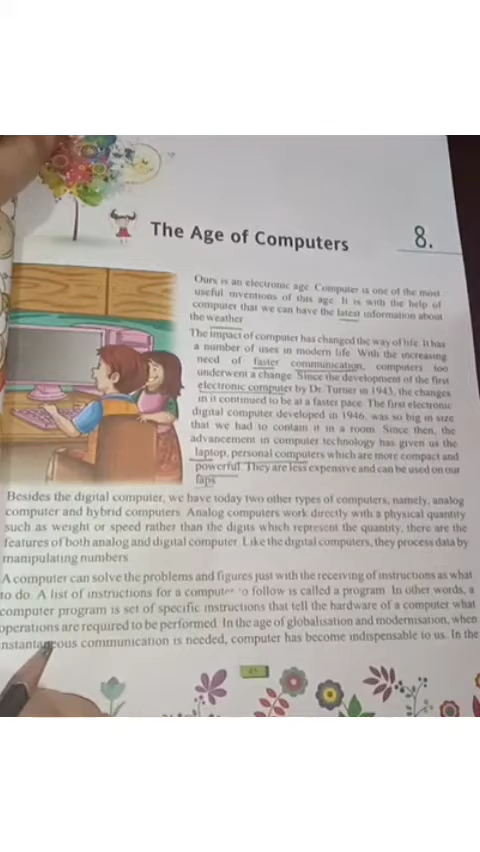 The Age of Computers
8.
Ours is an electronic age. Computer is one of the most
useful inventions of this age. It is with the help of
computer that we can have the latest information about
the weather
The impact of computer has changed the way of life. It has
a number of uses in modern life. With the increasing
need of faster communication, computers too
underwent a change. Since the development of the first
electronic computer by Dr. Turner in 1943, the changes
in it continued to be at a faster pace. The first electronic
digital computer developed in 1946, was so big in size
that we had to contain it in a room. Since then, the
advancement in computer technology has given us the
laptop, personal computers which are more compact and
powerful. They are less expensive and can be used on our
laps.
Besides the digital computer, we have today two other types of computers, namely, analog
computer and hybrid computers. Analog computers work directly with a physical quantity
such as weight or speed rather than the digits which represent the quantity, there are the
features of both analog and digital computer. Like the digital computers, they process data by
manipulating numbers
A computer can solve the problems and figures just with the receiving of instructions as what
to do. A list of instructions for a computer to follow is called a program. In other words, a
computer program is set of specific instructions that tell the hardware of a computer what
operations are required to be performed. In the age of globalisation and modernisation, when
nstantaneous communication is needed, computer has become indispensable to us. In the